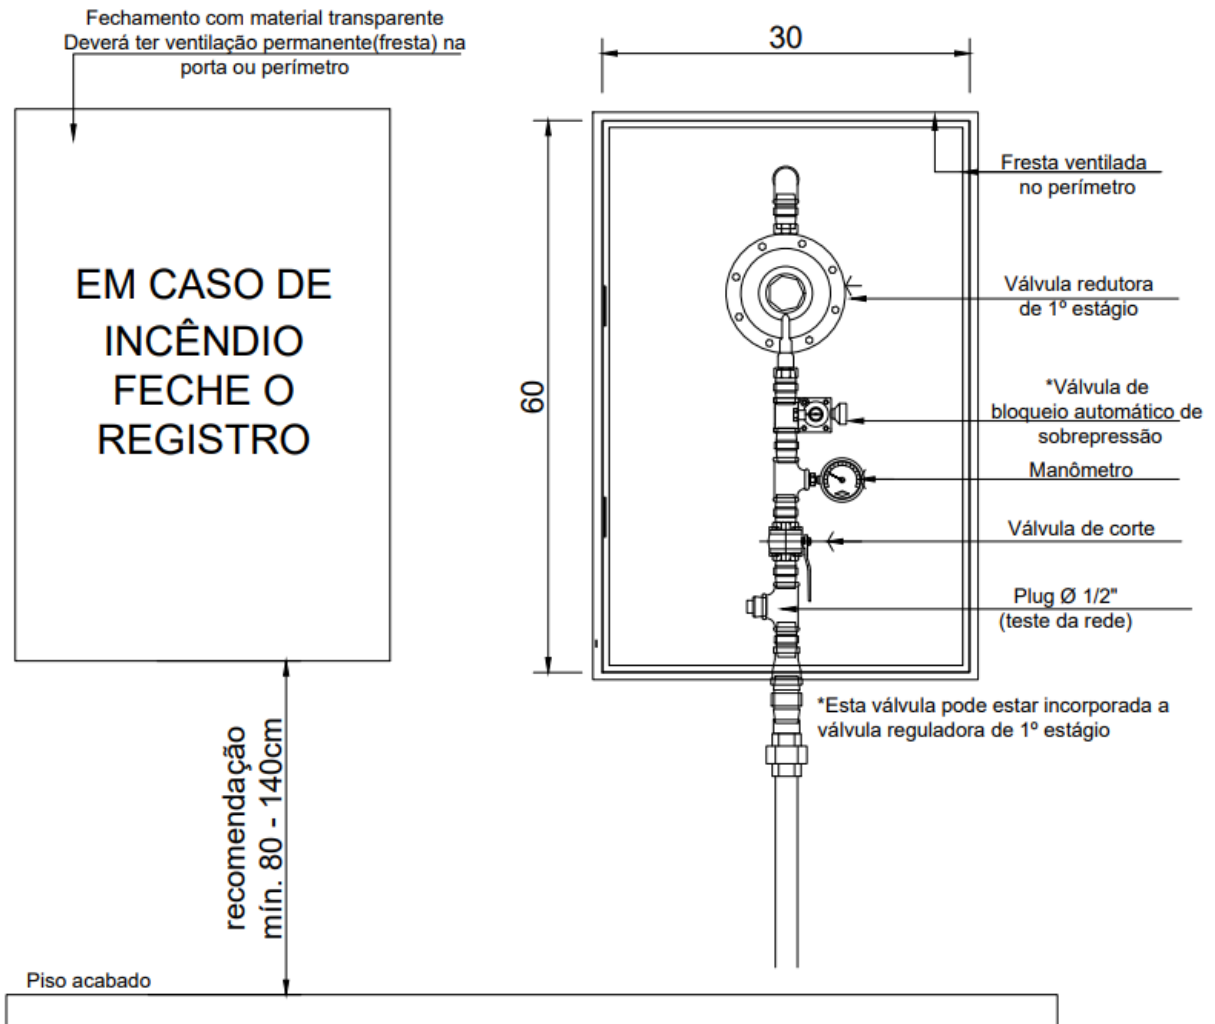 Fechamento com material transparente
Deverá ter ventilação permanente(fresta) na
porta ou perímetro
EM CASO DE
INCÊNDIO
FECHE O
REGISTRO
recomendação
mín. 80 - 140cm
Piso acabado
30
60
Fresta ventilada
no perímetro
Válvula redutora
de 1º estágio
*Válvula de
bloqueio automático de
sobrepressão
Manômetro
Válvula de corte
Plug Ø 1/2"
(teste da rede)
*Esta válvula pode estar incorporada a
válvula reguladora de 1º estágio